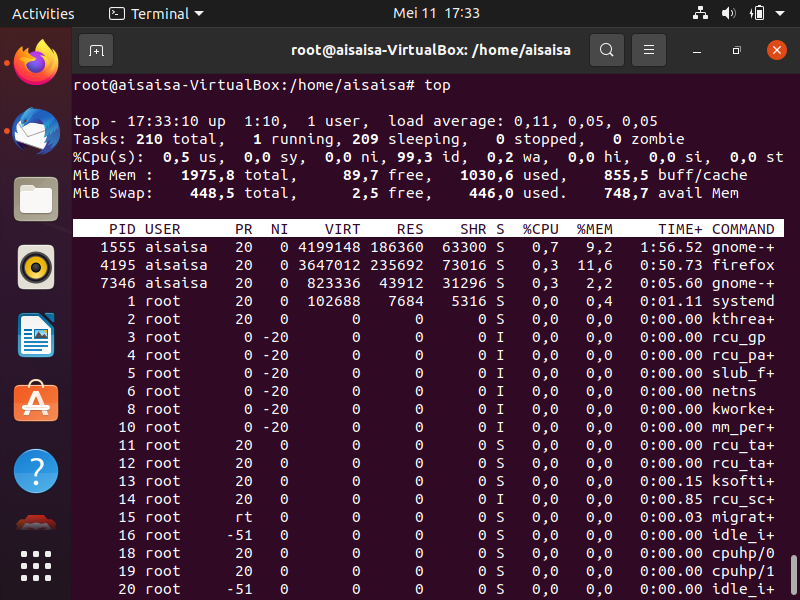 Activities Terminal Mei 11 17:33
root@aisaisa-VirtualBox: /home/aisaisa
root@aisaisa-VirtualBox:/home/aisaisa# top
top - 17:33:10 up  1:10,  1 user,  load average: 0,11, 0,05, 0,05
Tasks: 210 total,   1 running, 209 sleeping,   0 stopped,   0 zombie
%Cpu(s):  0,5 us,  0,0 sy,  0,0 ni, 99,3 id,  0,2 wa,  0,0 hi,  0,0 si,  0,0 st
MiB Mem :   1975,8 total,     89,7 free,   1030,6 used,    855,5 buff/cache
MiB Swap:    448,5 total,      2,5 free,    446,0 used.    748,7 avail Mem
PID USER      PR  NI    VIRT    RES    SHR S  %CPU  %MEM     TIME+ COMMAND
1555 aisaisa   20   0 4199148 186360  63300 S   0,7   9,2   1:56.52 gnome-+
4195 aisaisa   20   0 3647012 235692  73016 S   0,3  11,6   0:50.73 firefox
7346 aisaisa   20   0  823336  43912  31296 S   0,3   2,2   0:05.60 gnome-+
1 root      20   0  102688   7684   5316 S   0,0   0,4   0:01.11 systemd
2 root      20   0       0      0      0 S   0,0   0,0   0:00.00 kthrea+
3 root       0 -20       0      0      0 I   0,0   0,0   0:00.00 rcu_gp
4 root       0 -20       0      0      0 I   0,0   0,0   0:00.00 rcu_pa+
5 root       0 -20       0      0      0 I   0,0   0,0   0:00.00 slub_f+
6 root       0 -20       0      0      0 I   0,0   0,0   0:00.00 netns
8 root       0 -20       0      0      0 I   0,0   0,0   0:00.00 kworke+
10 root       0 -20       0      0      0 I   0,0   0,0   0:00.00 mm_per+
11 root      20   0       0      0      0 S   0,0   0,0   0:00.00 rcu_ta+
12 root      20   0       0      0      0 S   0,0   0,0   0:00.00 rcu_ta+
13 root      20   0       0      0      0 S   0,0   0,0   0:00.15 ksofti+
14 root      20   0       0      0      0 I   0,0   0,0   0:00.85 rcu_sc+
15 root      rt   0       0      0      0 S   0,0   0,0   0:00.03 migrat+
16 root     -51   0       0      0      0 S   0,0   0,0   0:00.00 idle_i+
18 root      20   0       0      0      0 S   0,0   0,0   0:00.00 cpuhp/0
19 root      20   0       0      0      0 S   0,0   0,0   0:00.00 cpuhp/1
20 root     -51   0       0      0      0 S   0,0   0,0   0:00.00 idle_i+